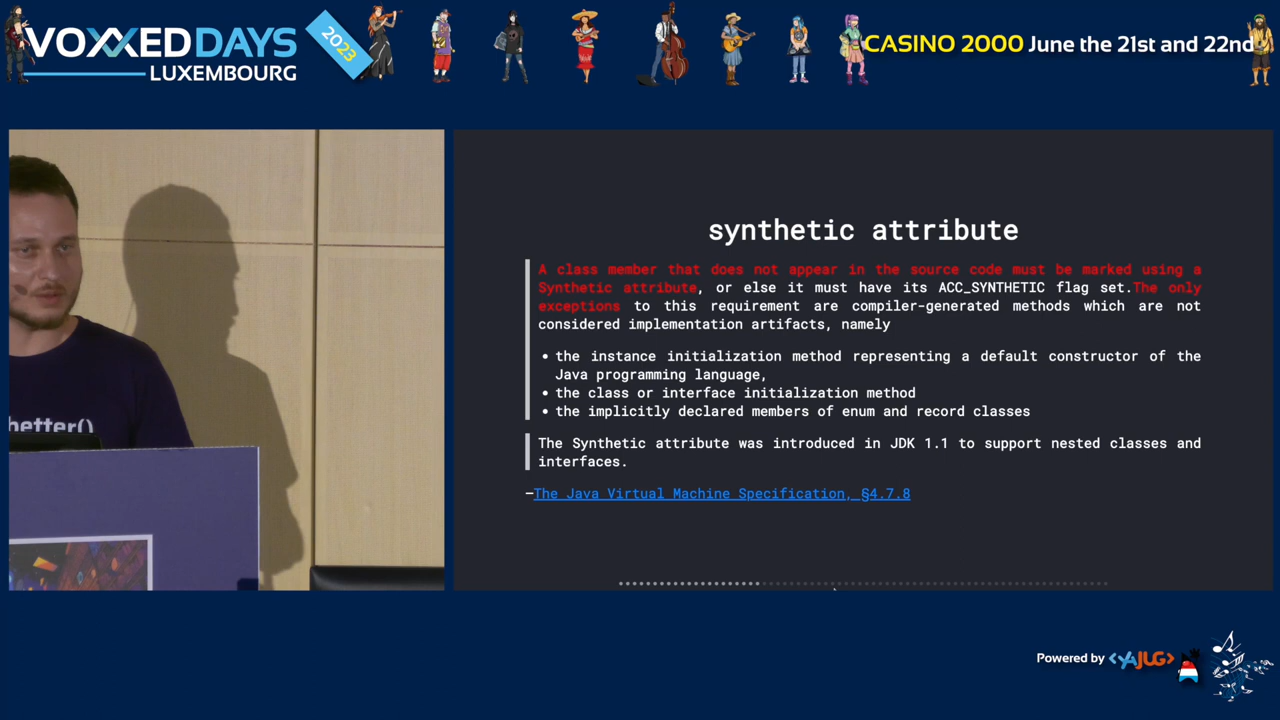 VOXXED DAYS
LUXEMBOURG
2023
CASINO 2000 June the 21st and 22nd
better()
synthetic attribute
A class member that does not appear in the source code must be marked using a
Synthetic attribute, or else it must have its ACC_SYNTHETIC flag set.The only
exceptions to this requirement are compiler-generated methods which are not
considered implementation artifacts, namely
• the instance initialization method representing a default constructor of the
Java programming language,
• the class or interface initialization method
• the implicitly declared members of enum and record classes
The Synthetic attribute was introduced in JDK 1.1 to support nested classes and
interfaces.
—The Java Virtual Machine Specification, §4.7.8
Powered by <YAJUG>